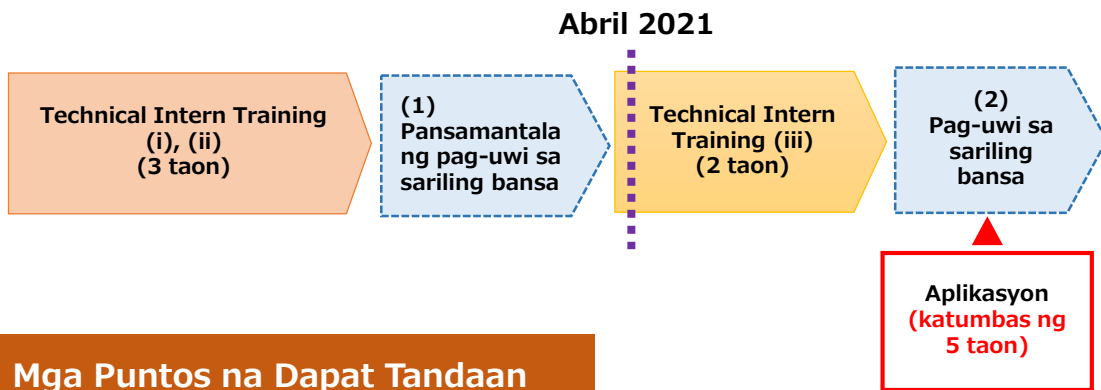 Abril 2021
Technical Intern Training
(i), (ii)
(3 taon)
(1)
Pansamantala
ng pag-uwi sa
sariling bansa
Technical Intern
Training (iii)
(2 taon)
(2)
Pag-uwi sa
sariling
bansa
Aplikasyon
(katumbas ng
5 taon)
Mga Puntos na Dapat Tandaan